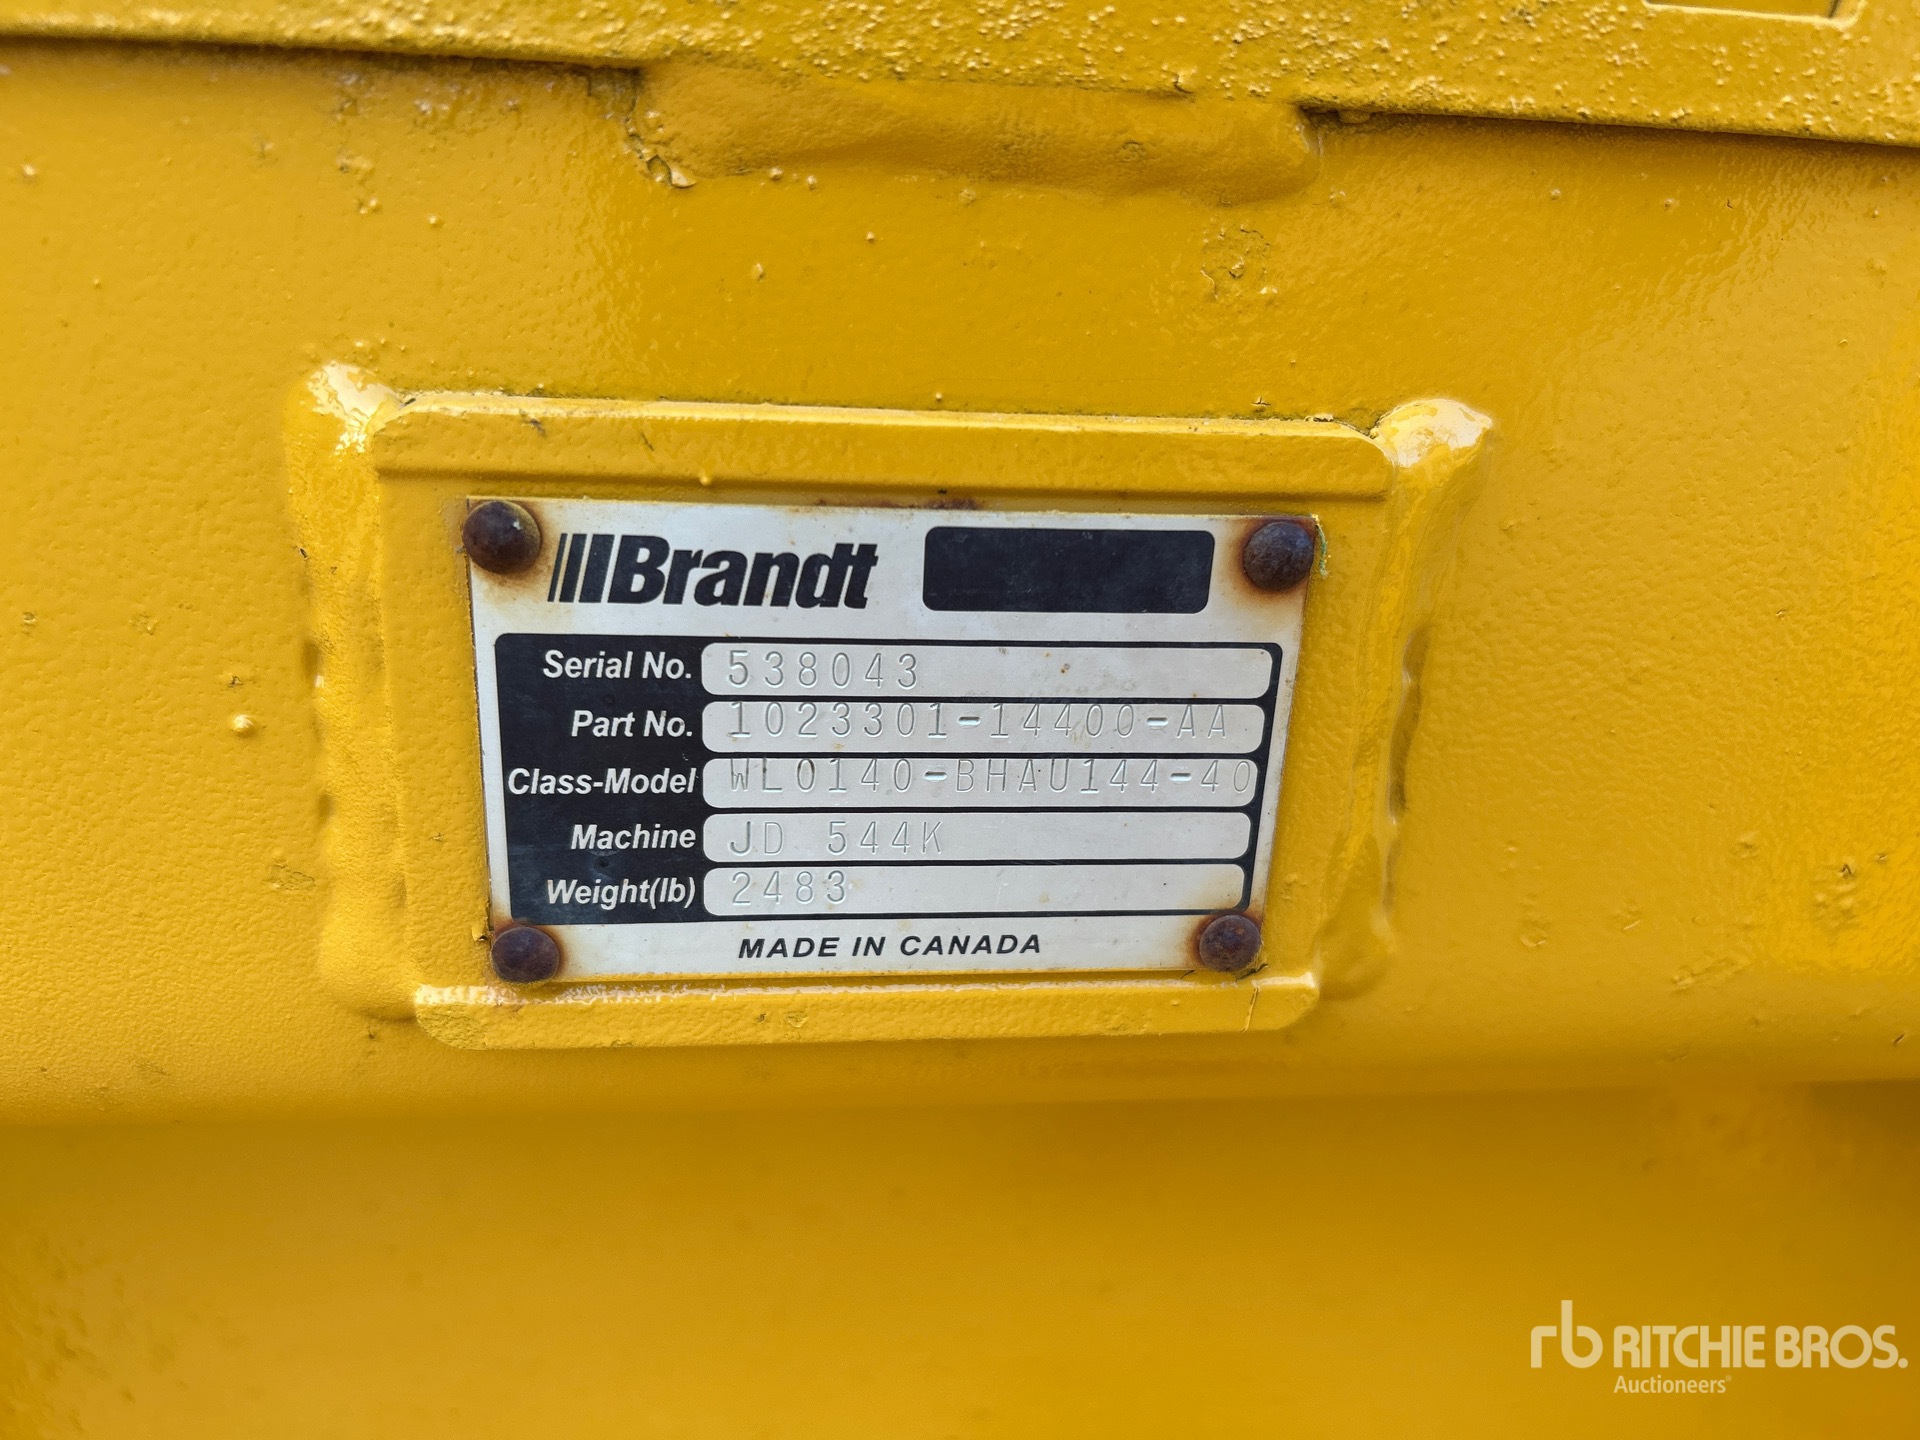 Brandt
Serial No. 538043
Part No. 1023301-14400-AA
Class-Model WL0140-BHAU144-40
Machine JD 544K
Weight(lb) 2483
MADE IN CANADA
rb RITCHIE BROS.
Auctioneers